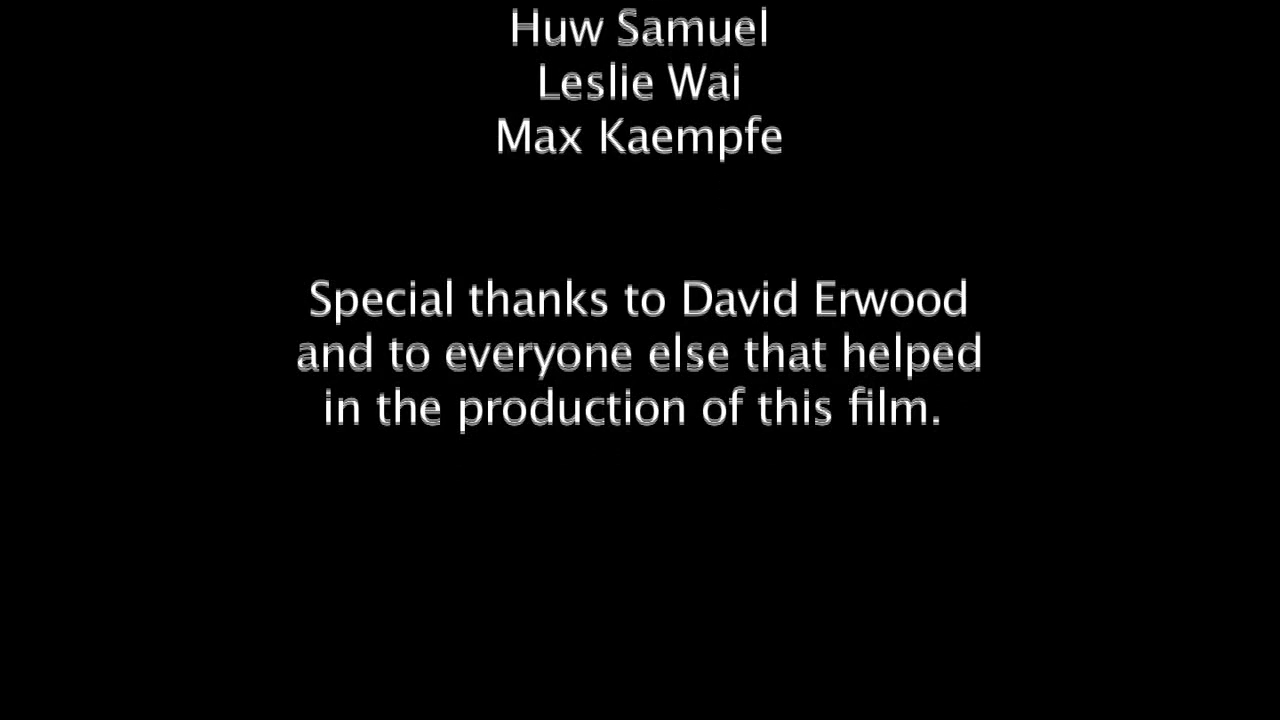 Huw Samuel
Leslie Wai
Max Kaempfe
Special thanks to David Erwood
and to everyone else that helped
in the production of this film.